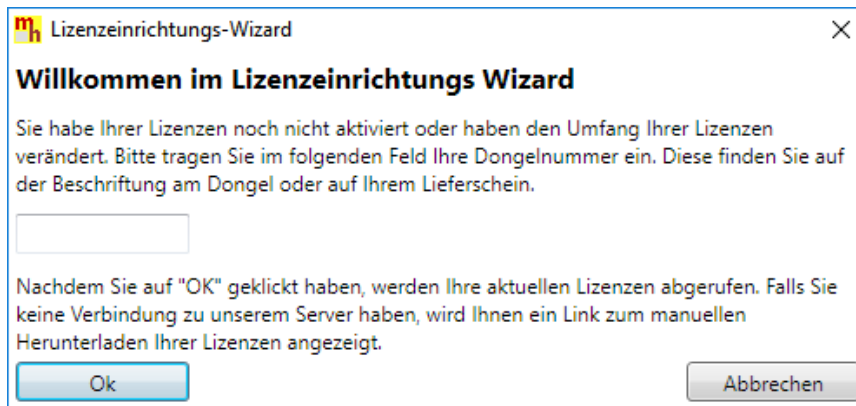 mh Lizenzeinrichtungs-Wizard
Willkommen im Lizenzeinrichtungs Wizard
Sie habe Ihrer Lizenzen noch nicht aktiviert oder haben den Umfang Ihrer Lizenzen
verändert. Bitte tragen Sie im folgenden Feld Ihre Dongelnummer ein. Diese finden Sie auf
der Beschriftung am Dongel oder auf Ihrem Lieferschein.
Nachdem Sie auf "OK" geklickt haben, werden Ihre aktuellen Lizenzen abgerufen. Falls Sie
keine Verbindung zu unserem Server haben, wird Ihnen ein Link zum manuellen
Herunterladen Ihrer Lizenzen angezeigt.
Ok Abbrechen